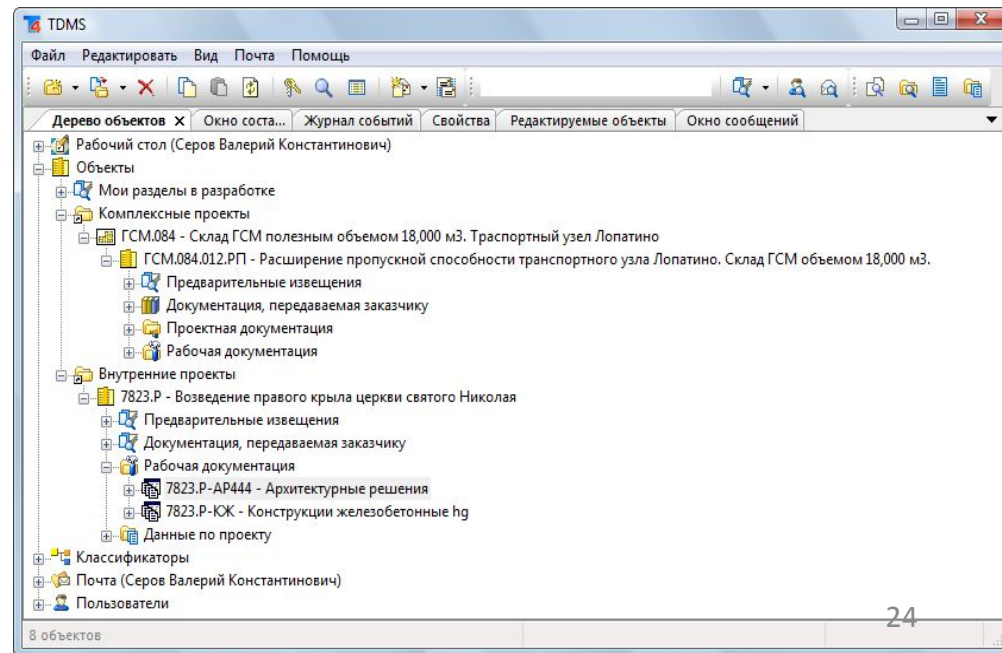 TDMS
Файл Редактировать Вид Почта Помощь
Дерево объектов X Окно соста... Журнал событий Свойства Редактируемые объекты Окно сообщений
Рабочий стол (Серов Валерий Константинович)
Объекты
Мои разделы в разработке
Комплексные проекты
ГСМ.084 - Склад ГСМ полезным объемом 18,000 м3. Траспортный узел Лопатино
ГСМ.084.012.РП - Расширение пропускной способности транспортного узла Лопатино. Склад ГСМ объемом 18,000 м3.
Предварительные извещения
Документация, передаваемая заказчику
Проектная документация
Рабочая документация
Внутренние проекты
7823.Р - Возведение правого крыла церкви святого Николая
Предварительные извещения
Документация, передаваемая заказчику
Рабочая документация
7823.Р-АР444 - Архитектурные решения
7823.Р-КЖ - Конструкции железобетонные hg
Данные по проекту
Классификаторы
Почта (Серов Валерий Константинович)
Пользователи
24
8 объектов